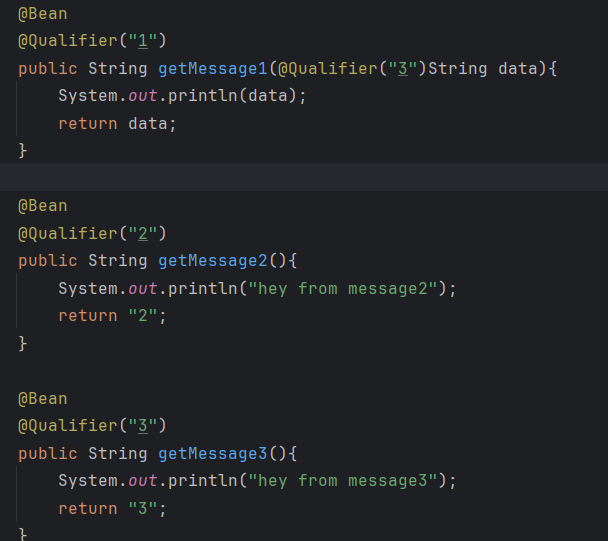 @Bean
@Qualifier("1")
public String getMessage1(@Qualifier("3")String data){
    System.out.println(data);
    return data;
}
@Bean
@Qualifier("2")
public String getMessage2(){
    System.out.println("hey from message2");
    return "2";
}
@Bean
@Qualifier("3")
public String getMessage3(){
    System.out.println("hey from message3");
    return "3";
}